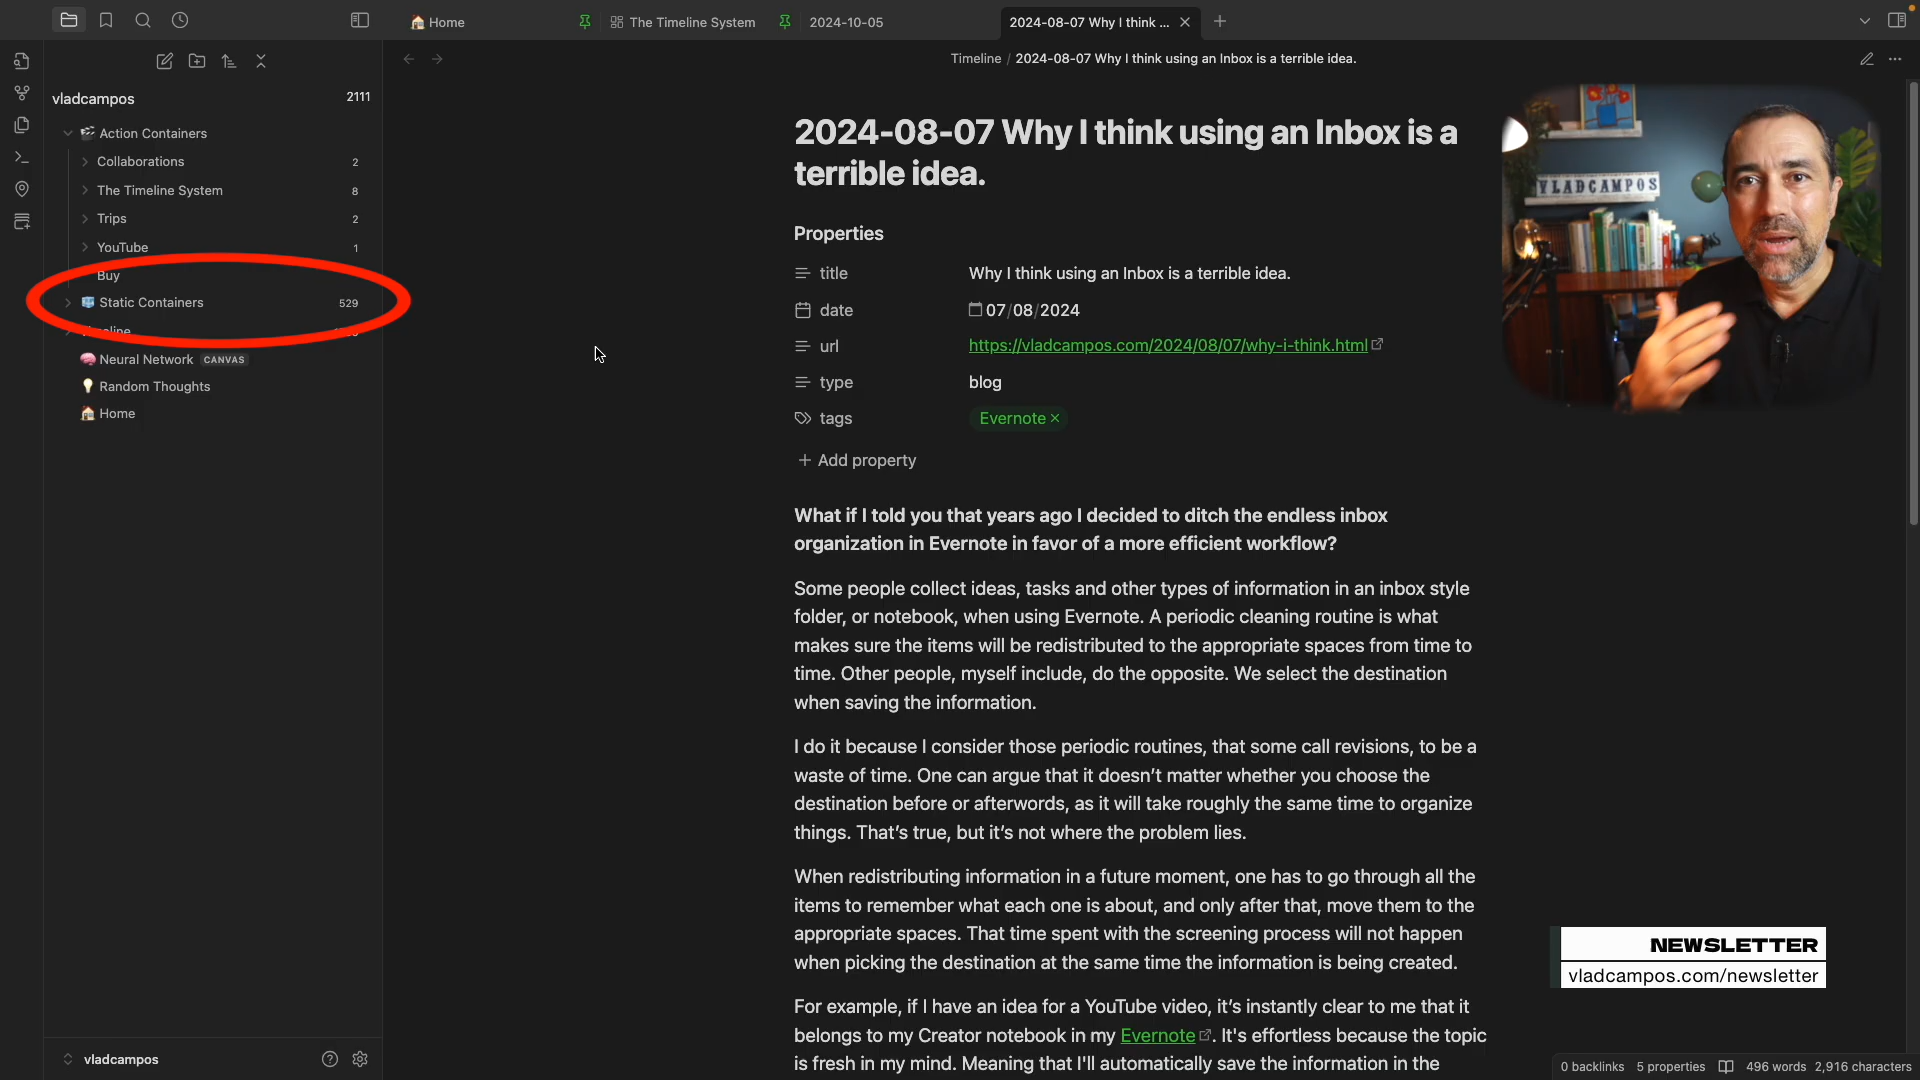 Home
The Timeline System
2024-10-05
2024-08-07 Why I think ...
Timeline / 2024-08-07 Why I think using an Inbox is a terrible idea.
vladcampos 2111
Action Containers
Collaborations 2
The Timeline System 8
Trips 2
YouTube 1
Buy
Static Containers 529
Neural Network CANVAS
Random Thoughts
Home
vladcampos
2024-08-07 Why I think using an Inbox is a
terrible idea.
Properties
title Why I think using an Inbox is a terrible idea.
date 07/08/2024
url https://vladcampos.com/2024/08/07/why-i-think.html
type blog
tags Evernote ×
+ Add property
What if I told you that years ago I decided to ditch the endless inbox
organization in Evernote in favor of a more efficient workflow?
Some people collect ideas, tasks and other types of information in an inbox style
folder, or notebook, when using Evernote. A periodic cleaning routine is what
makes sure the items will be redistributed to the appropriate spaces from time to
time. Other people, myself include, do the opposite. We select the destination
when saving the information.
I do it because I consider those periodic routines, that some call revisions, to be a
waste of time. One can argue that it doesn't matter whether you choose the
destination before or afterwords, as it will take roughly the same time to organize
things. That's true, but it's not where the problem lies.
When redistributing information in a future moment, one has to go through all the
items to remember what each one is about, and only after that, move them to the
appropriate spaces. That time spent with the screening process will not happen
when picking the destination at the same time the information is being created.
For example, if I have an idea for a YouTube video, it's instantly clear to me that it
belongs to my Creator notebook in my Evernote. It's effortless because the topic
is fresh in my mind. Meaning that I'll automatically save the information in the
VLADCAMPOS
NEWSLETTER
vladcampos.com/newsletter
0 backlinks 5 properties 496 words 2,916 characters